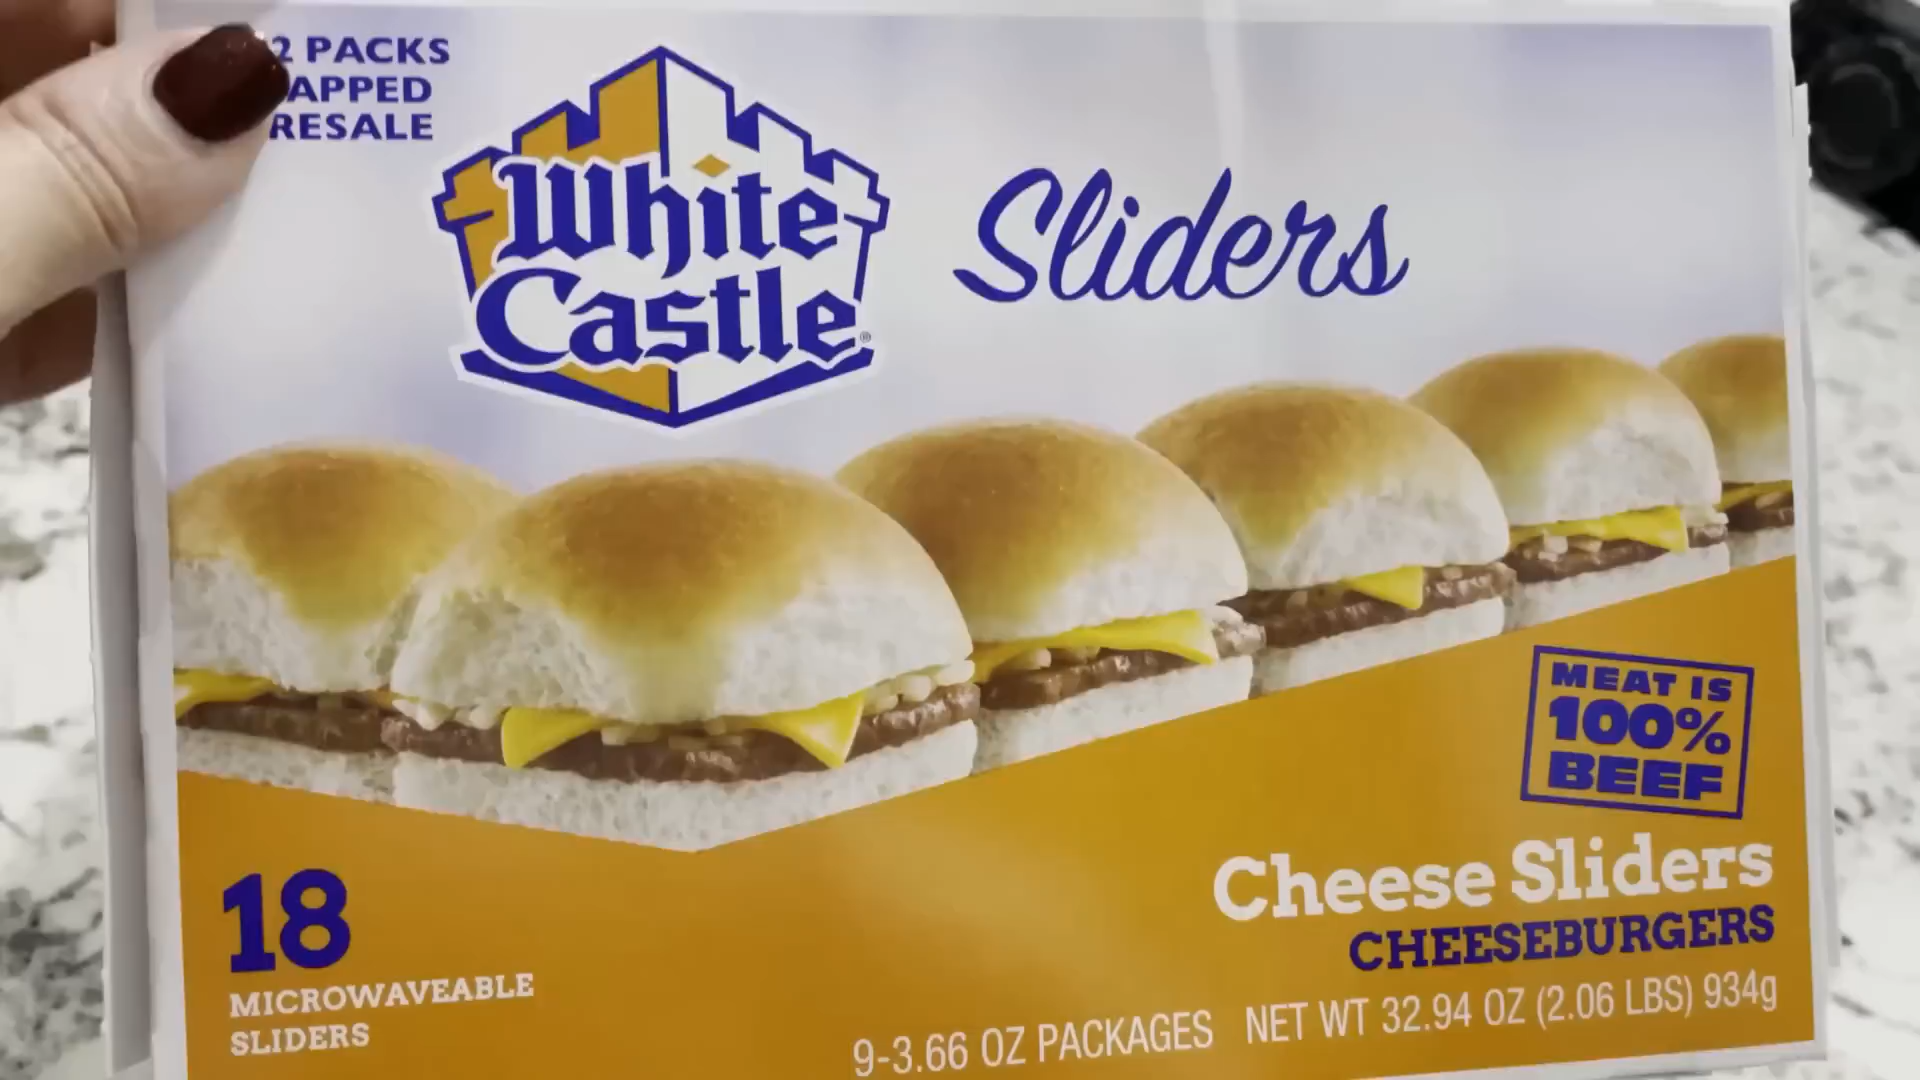 2 PACKS
APPED
RESALE
White
Castle®
Sliders
MEAT IS
100%
BEEF
Cheese Sliders
CHEESEBURGERS
18
MICROWAVEABLE
SLIDERS
9-3.66 OZ PACKAGES NET WT 32.94 OZ (2.06 LBS) 934g